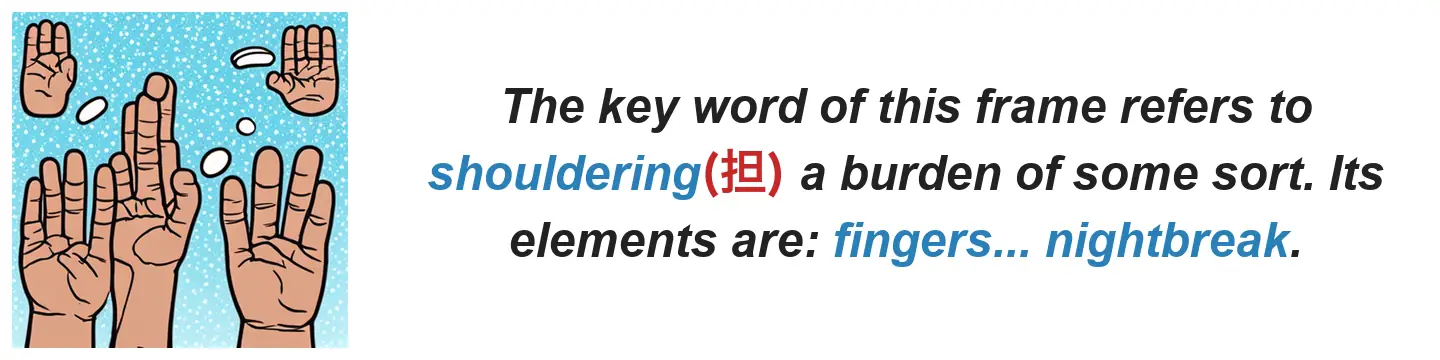 The key word of this frame refers to
shouldering(担) a burden of some sort. Its
elements are: fingers... nightbreak.